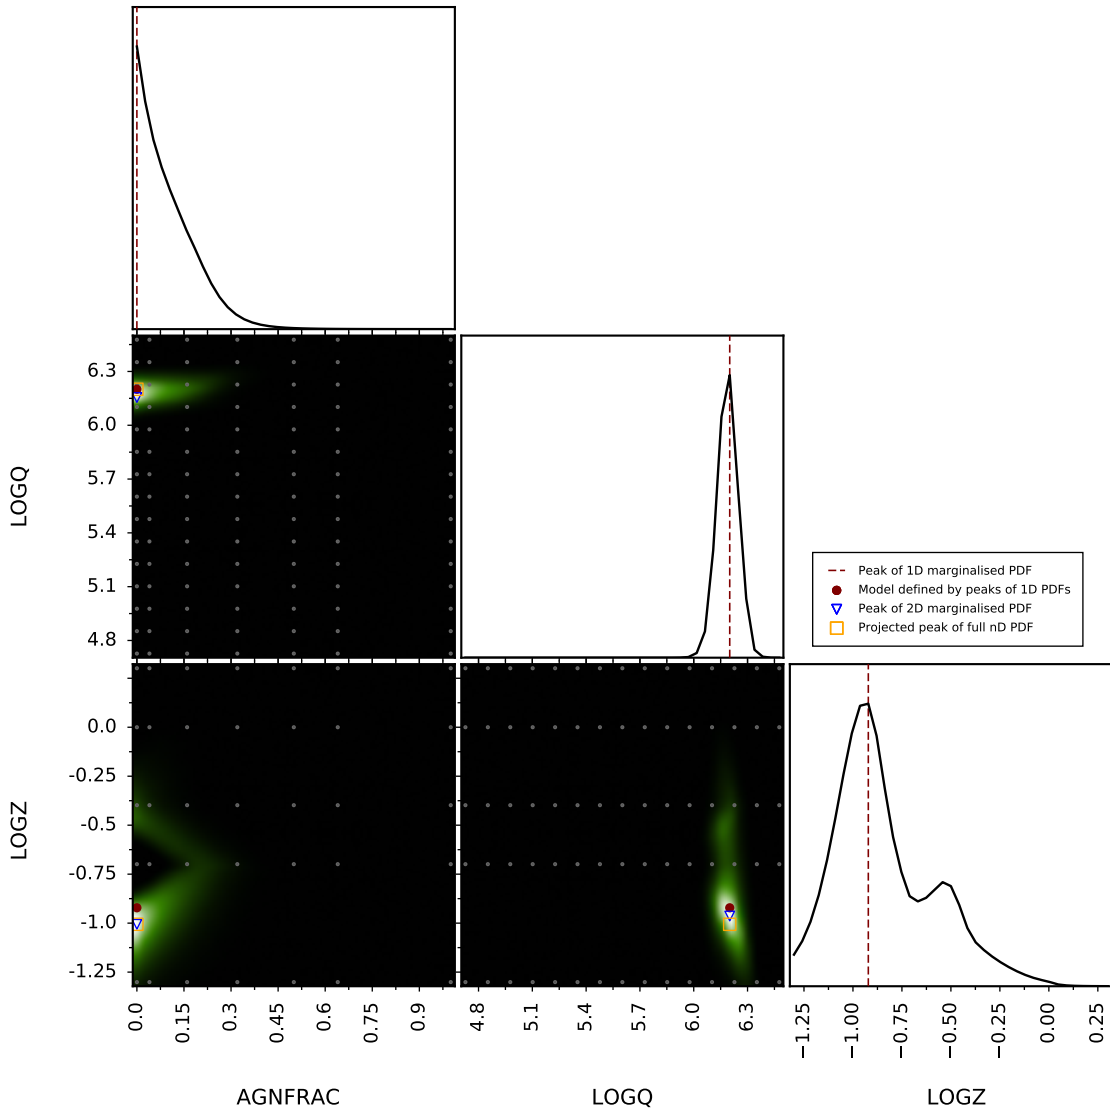 LOGQ
6.3
6.0
5.7
5.4
5.1
4.8
Peak of 1D marginalised PDF
Model defined by peaks of 1D PDFs
Peak of 2D marginalised PDF
Projected peak of full nD PDF
LOGZ
0.0
-0.25
-0.5
-0.75
-1.0
-1.25
0.0 0.15 0.3 0.45 0.6 0.75 0.9
4.8 5.1 5.4 5.7 6.0 6.3
−1.25 −1.00 −0.75 −0.50 −0.25 0.00 0.25
AGNFRAC LOGQ LOGZ